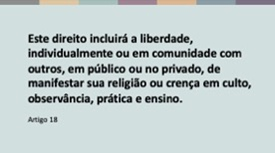 Este direito incluirá a liberdade,
individualmente ou em comunidade com
outros, em público ou no privado, de
manifestar sua religião ou crença em culto,
observância, prática e ensino.
Artigo 18